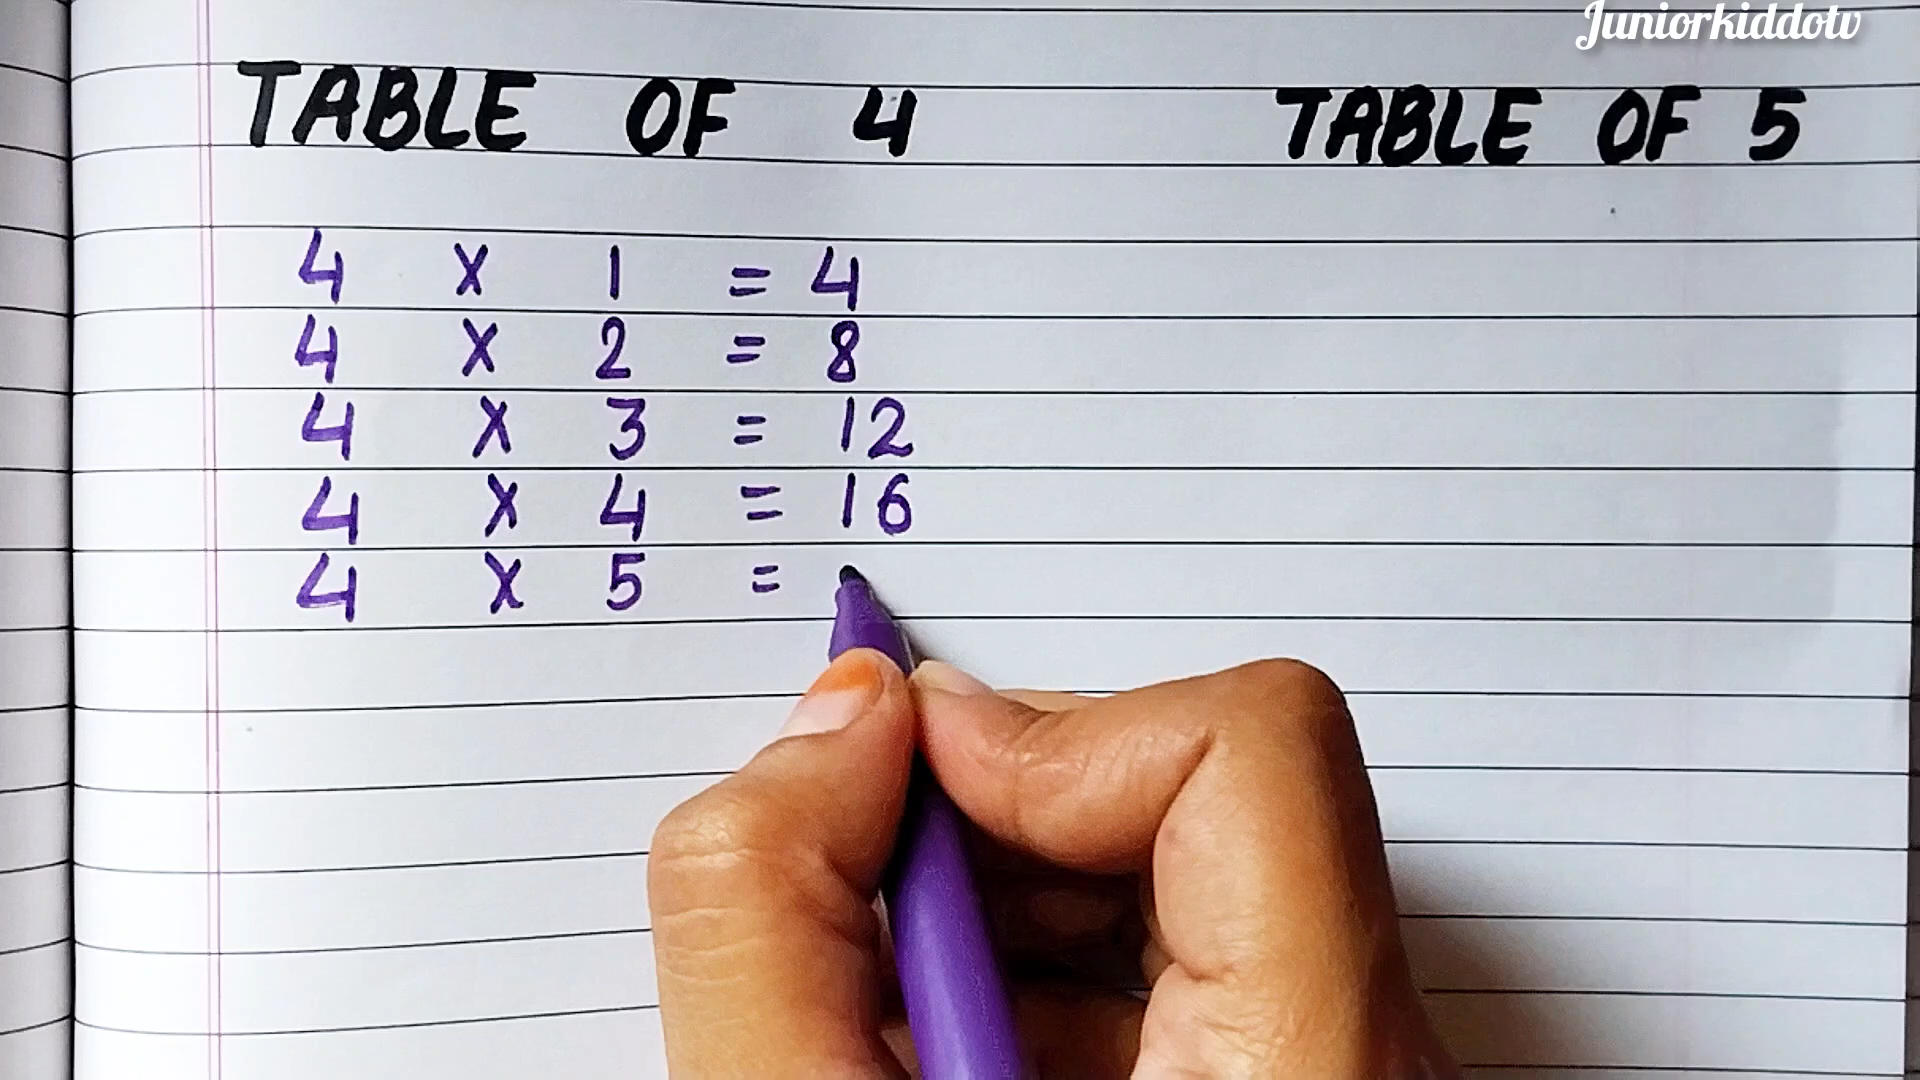 Juniorkiddotv
TABLE OF 4
TABLE OF 5
4 X 1 = 4
4 X 2 = 8
4 X 3 = 12
4 X 4 = 16
4 X 5 =